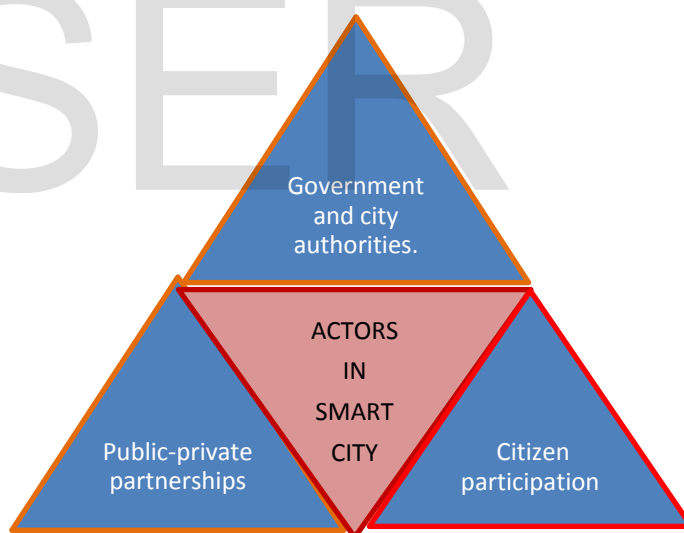 SER
Government
and city
authorities.
ACTORS
IN
SMART
CITY
Public-private
partnerships
Citizen
participation